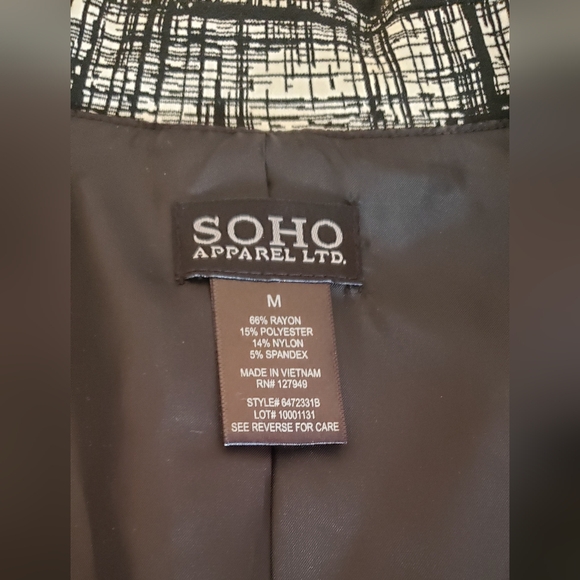 SOHO
APPAREL LTD.
M
66% RAYON
15% POLYESTER
14% NYLON
5% SPANDEX
MADE IN VIETNAM
RN# 127949
STYLE# 6472331B
LOT# 10001131
SEE REVERSE FOR CARE